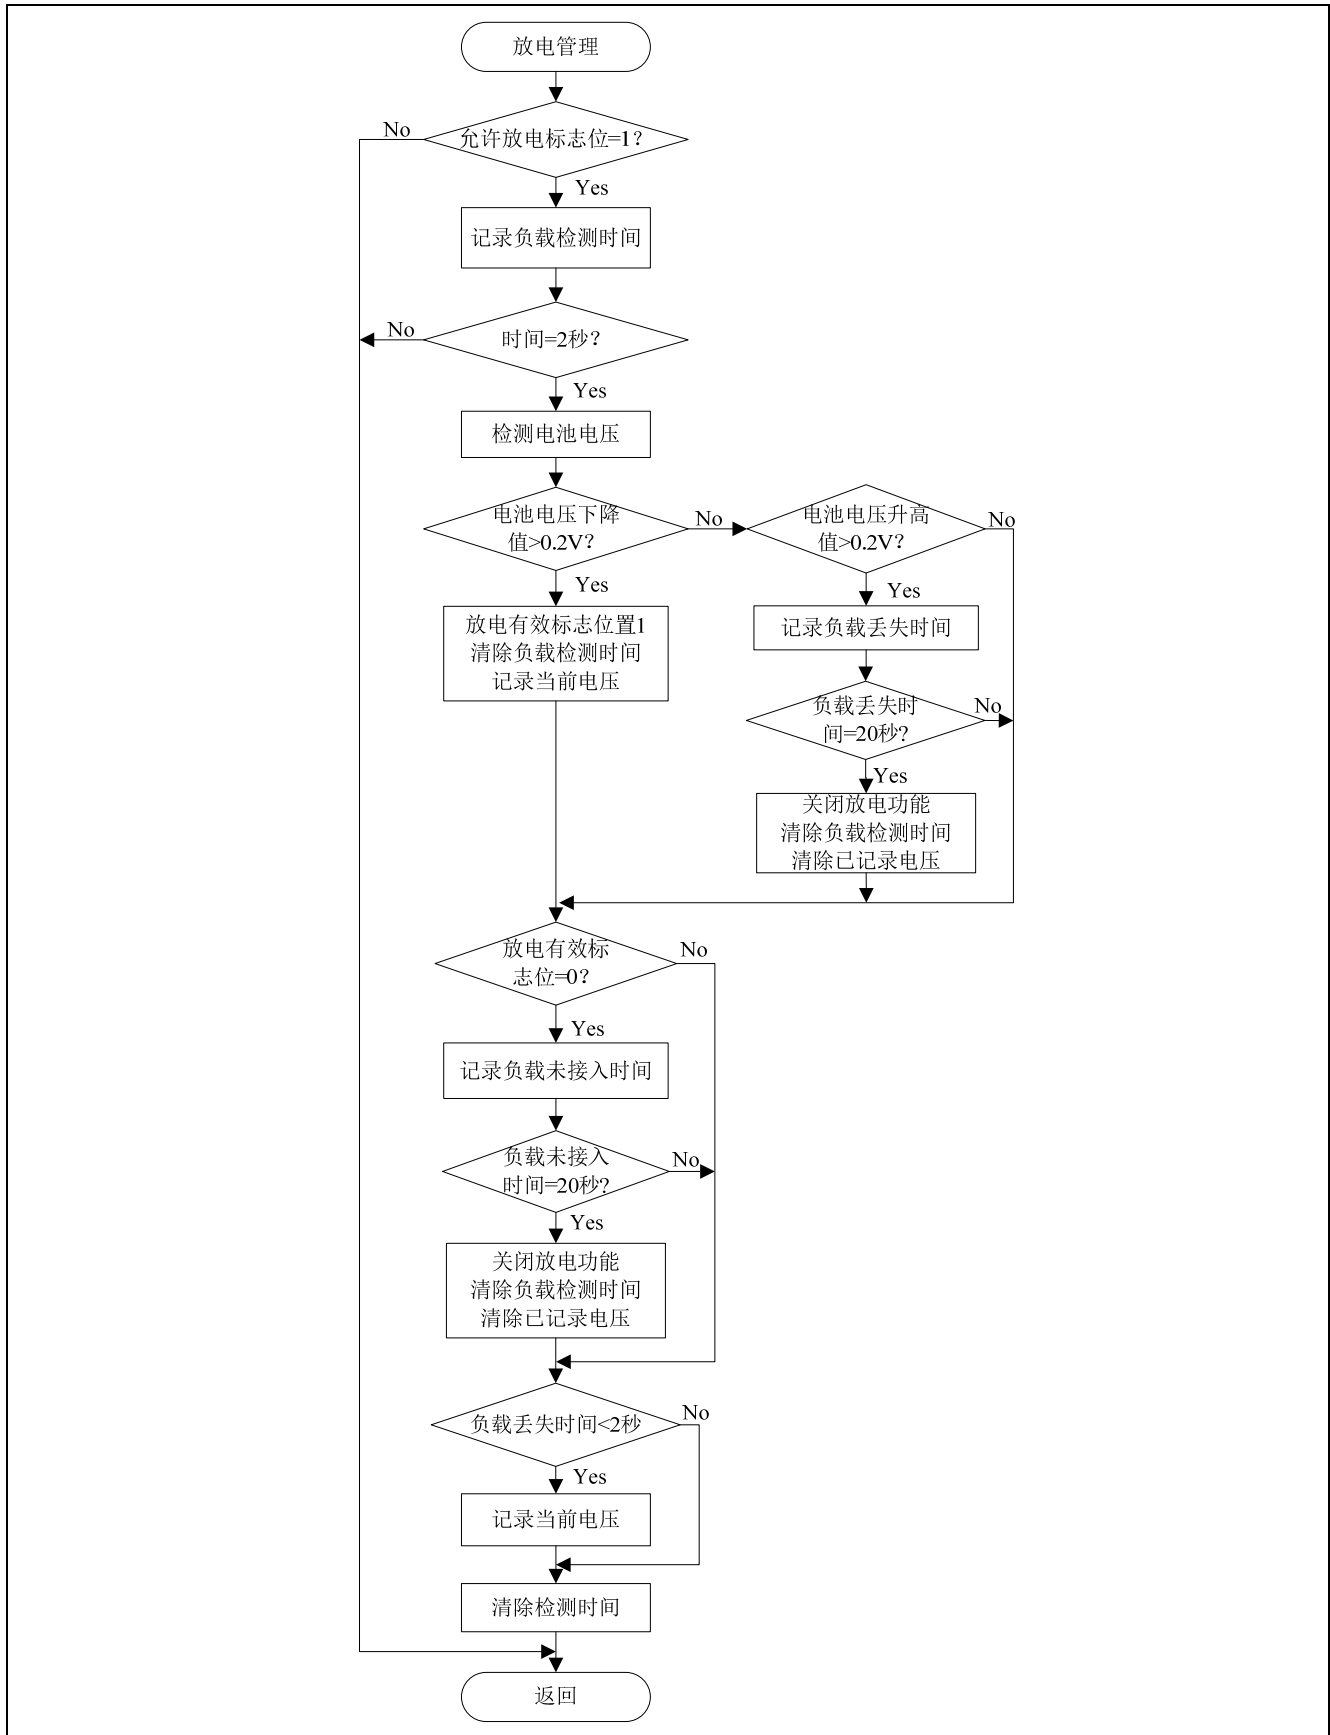 放电管理
允许放电标志位=1?
No
Yes
记录负载检测时间
时间=2秒?
No
Yes
检测电池电压
电池电压下降
值>0.2V?
No
电池电压升高
值>0.2V?
No
Yes
Yes
放电有效标志位置1
清除负载检测时间
记录当前电压
记录负载丢失时间
负载丢失时
间=20秒?
No
Yes
关闭放电功能
清除负载检测时间
清除已记录电压
放电有效标
志位=0?
No
Yes
记录负载未接入时间
负载未接入
时间=20秒?
No
Yes
关闭放电功能
清除负载检测时间
清除已记录电压
负载丢失时间<2秒
No
Yes
记录当前电压
清除检测时间
返回